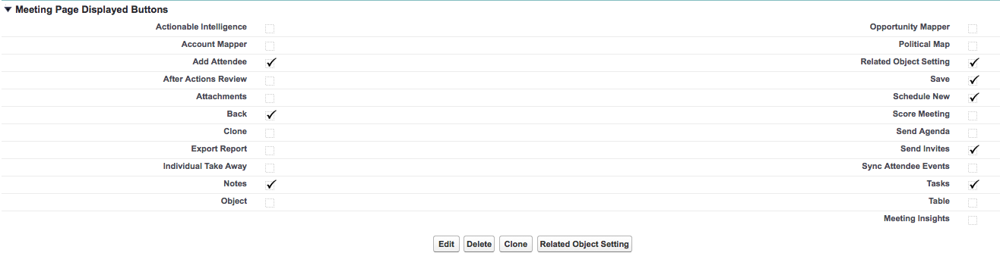 Meeting Page Displayed Buttons
Actionable Intelligence Opportunity Mapper
Account Mapper Political Map
Add Attendee Related Object Setting
After Actions Review Save
Attachments Schedule New
Back Score Meeting
Clone Send Agenda
Export Report Send Invites
Individual Take Away Sync Attendee Events
Notes Tasks
Object Table
Meeting Insights
Edit Delete Clone Related Object Setting